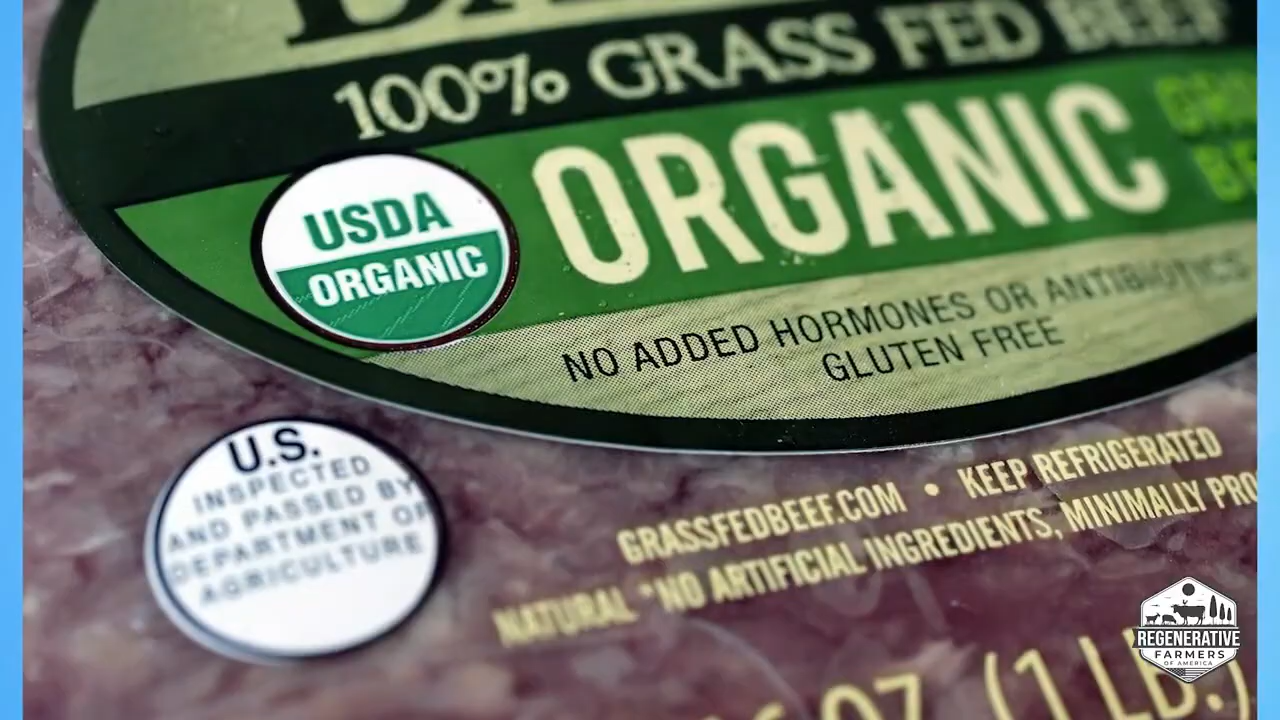 100% GRASS FED BEEF
ORGANIC
USDA
ORGANIC
NO ADDED HORMONES OR ANTIBIOTICS
GLUTEN FREE
U.S.
INSPECTED
AND PASSED BY
DEPARTMENT OF
AGRICULTURE
GRASSFEDBEEF.COM • KEEP REFRIGERATED
NATURAL *NO ARTIFICIAL INGREDIENTS, MINIMALLY
OZ (1 LB.)
REGENERATIVE
FARMERS
OF AMERICA